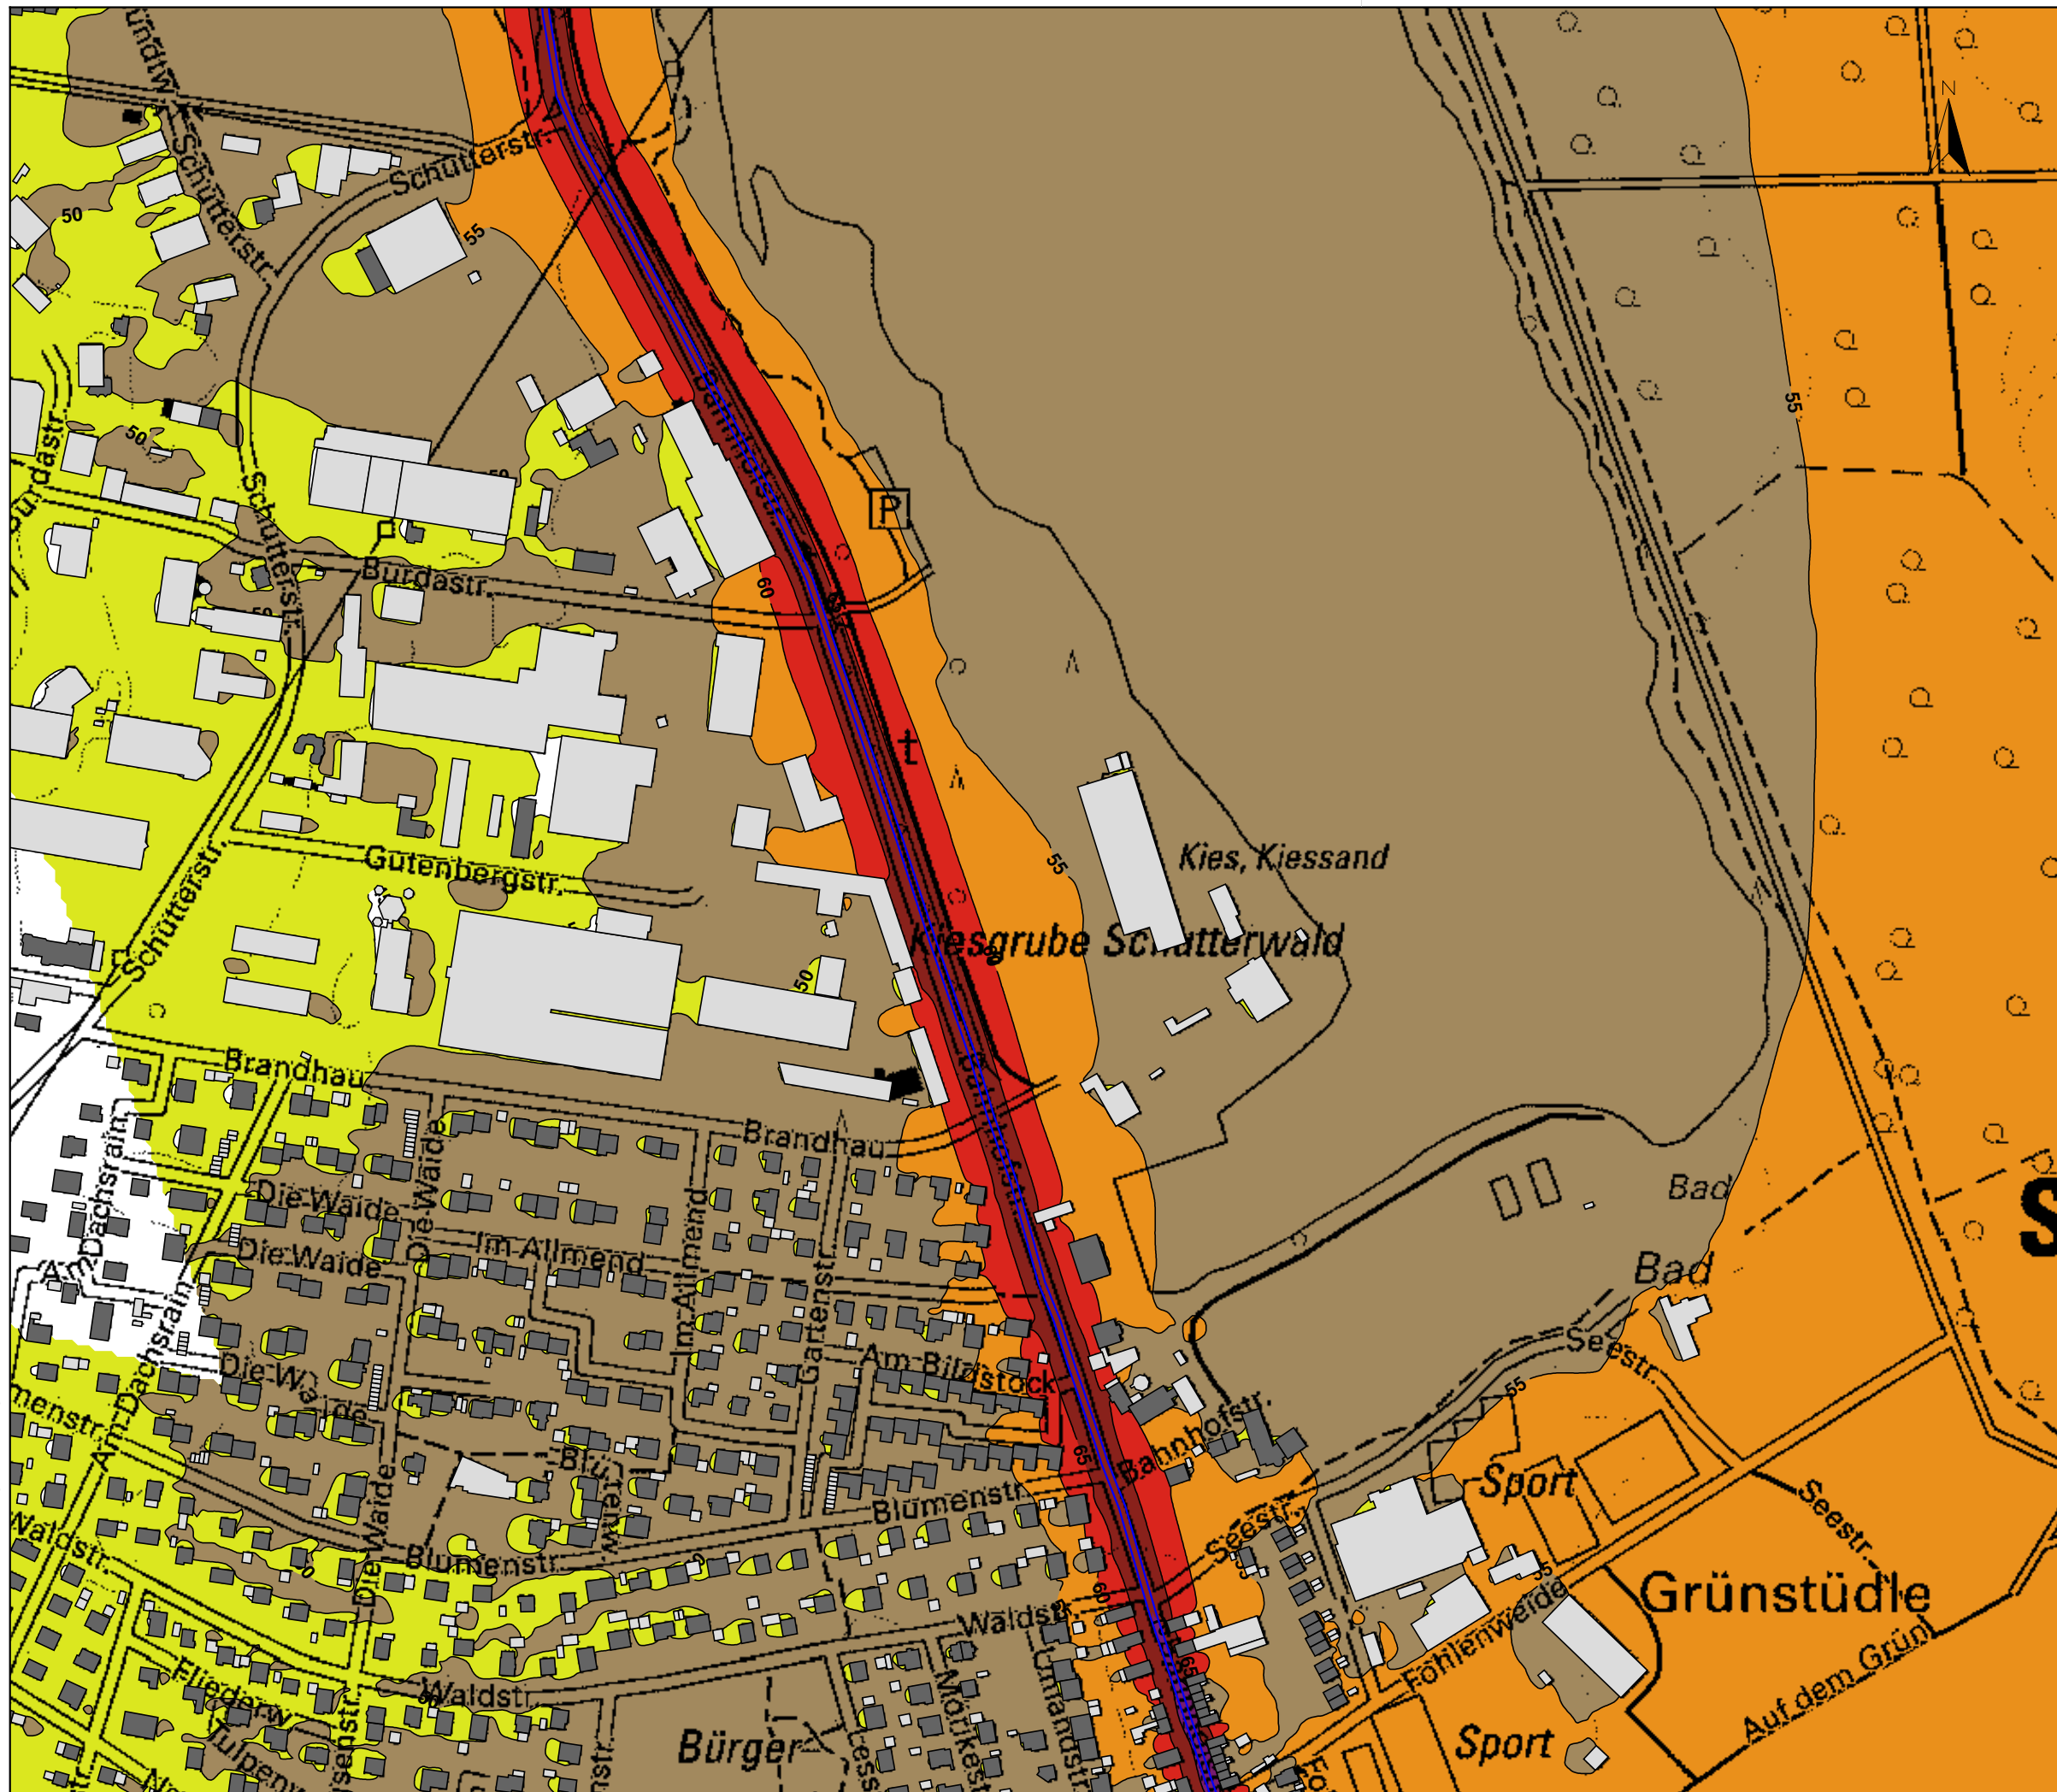 N
Schutterstr.
Schutterstr.
50
55
55
50
Bahnhofstr.
Burdastr.
P
Schutterstr.
Burdastr.
60
t
Kies, Kiessand
55
Gutenbergstr.
Schutterstr.
Kiesgrube Schutterwald
50
Brandhau
Bahnhofstr.
Brandhau
Am Dachsrain
Die Waide
Die Waide
Im Allmend
Im Allmend
Gartenstr.
Bad
Bad
S
Die Waide
Am Dachsrain
Am Bildstock
Seestr.
55
Die Waide
Bahnhofstr.
65
Sport
Seestr.
Blumenstr.
Seestr.
Waldstr.
Die Waide
Blumenstr.
55
Grünstüdle
60
Waldstr.
Fohlenweide
65
Waldstr.
Uhlandstr.
Auf dem Grün
Fliederw
Tulpenw
Bürger
Sport